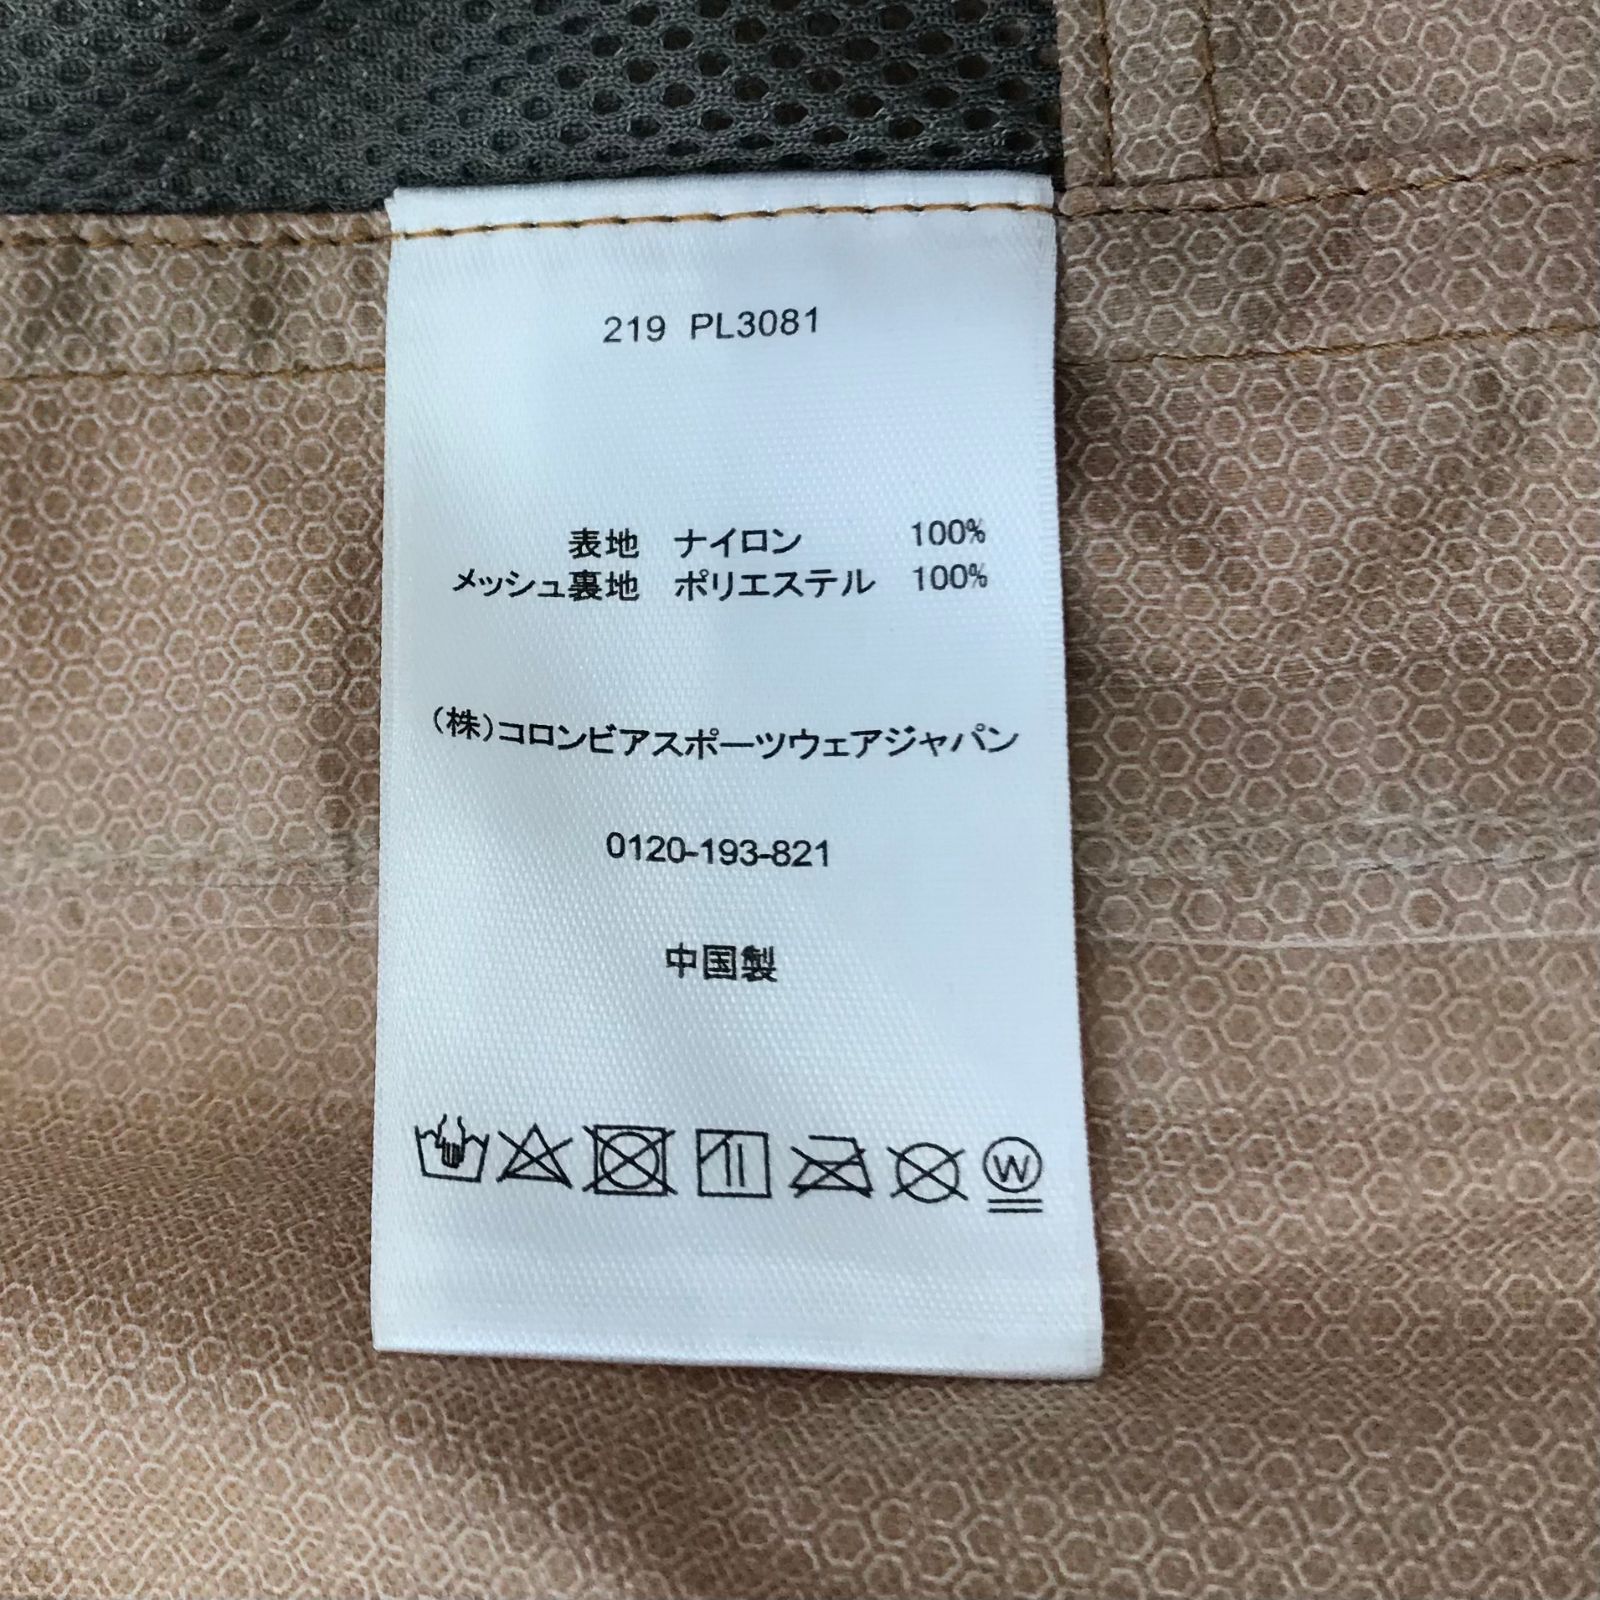 219 PL3081
表地 ナイロン 100%
メッシュ裏地 ポリエステル 100%
(株)コロンビアスポーツウェアジャパン
0120-193-821
中国製
W